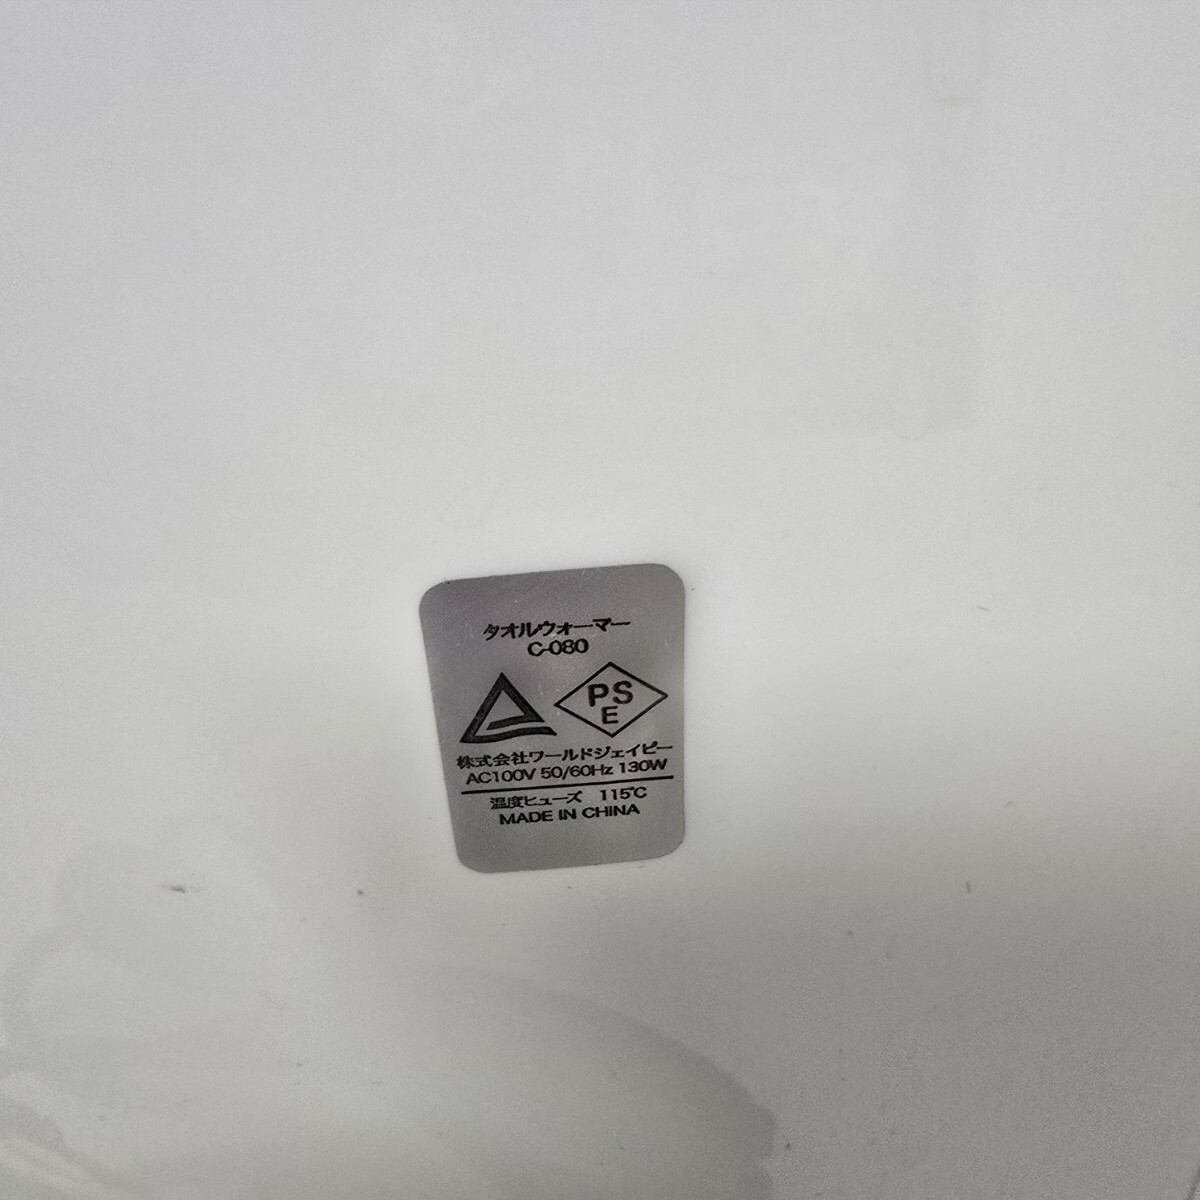 タオルウォーマー
C-080
PS
E
株式会社ワールドジェイピー
AC100V 50/60Hz 130W
温度ヒューズ 115℃
MADE IN CHINA